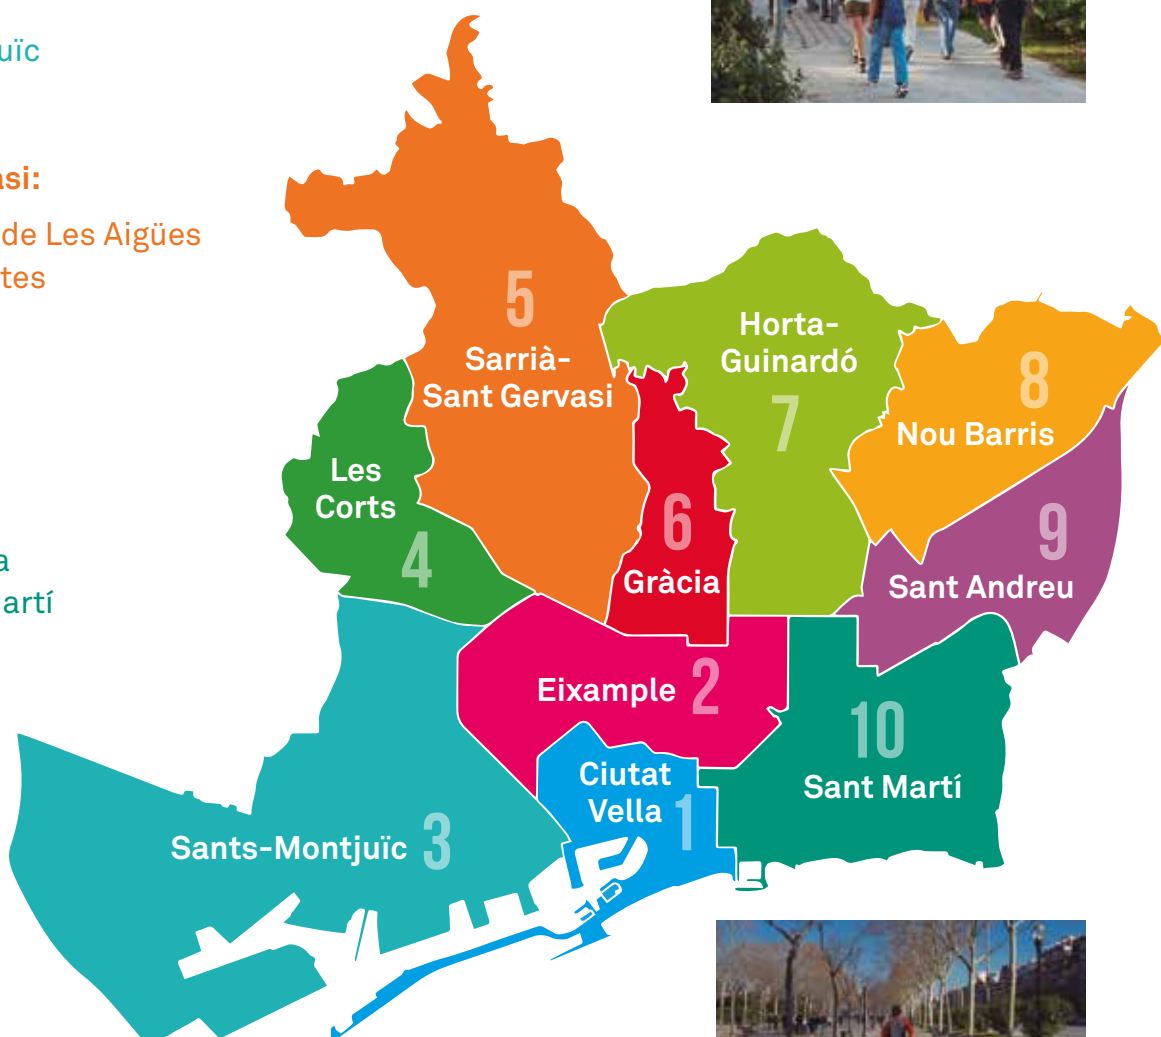 uïc
asi:
de Les Aigües
tes
a
artí
5
Sarrià-
Sant Gervasi
Horta-
Guinardó
7
8
Nou Barris
Les
Corts
4
6
Gràcia
9
Sant Andreu
Eixample 2
10
Sant Martí
Ciutat
Vella 1
Sants-Montjuïc 3